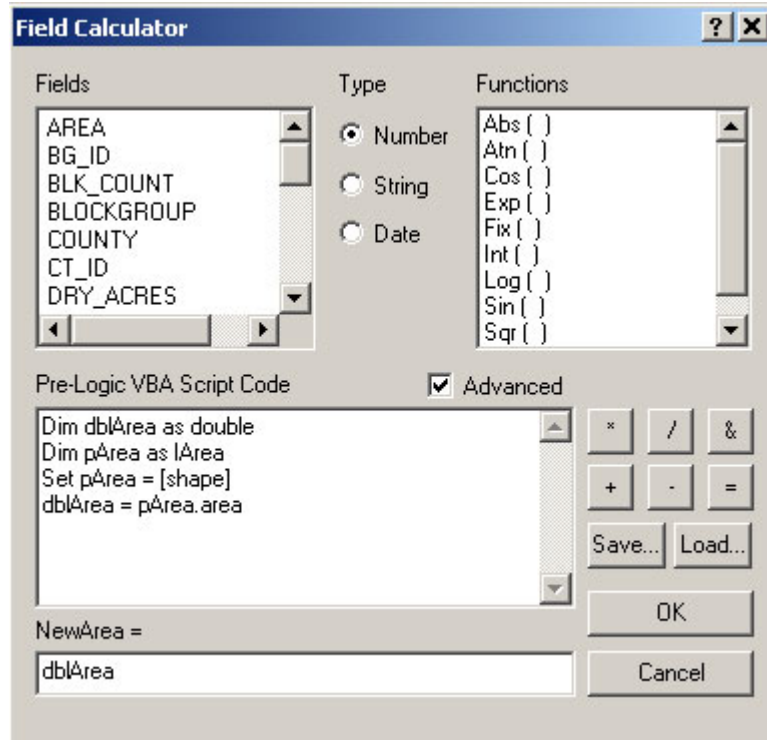 Field Calculator
Fields
Type
Functions
AREA
BG_ID
BLK_COUNT
BLOCKGROUP
COUNTY
CT_ID
DRY_ACRES
Number
String
Date
Abs ( )
Atn ( )
Cos ( )
Exp ( )
Fix ( )
Int ( )
Log ( )
Sin ( )
Sqr ( )
Pre-Logic VBA Script Code
Advanced
Dim dblArea as double
Dim pArea as IArea
Set pArea = [shape]
dblArea = pArea.area
* / &
+ - =
Save... Load...
OK
NewArea =
dblArea
Cancel